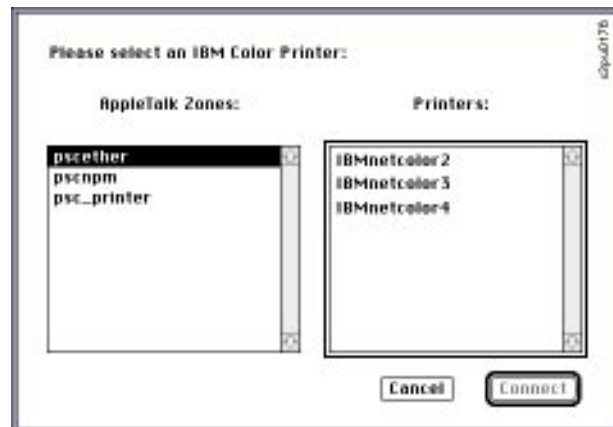 Please select an IBM Color Printer:
AppleTalk Zones:
Printers:
pscether
pscnpm
psc_printer
IBMnetcolor2
IBMnetcolor3
IBMnetcolor4
Cancel
Connect